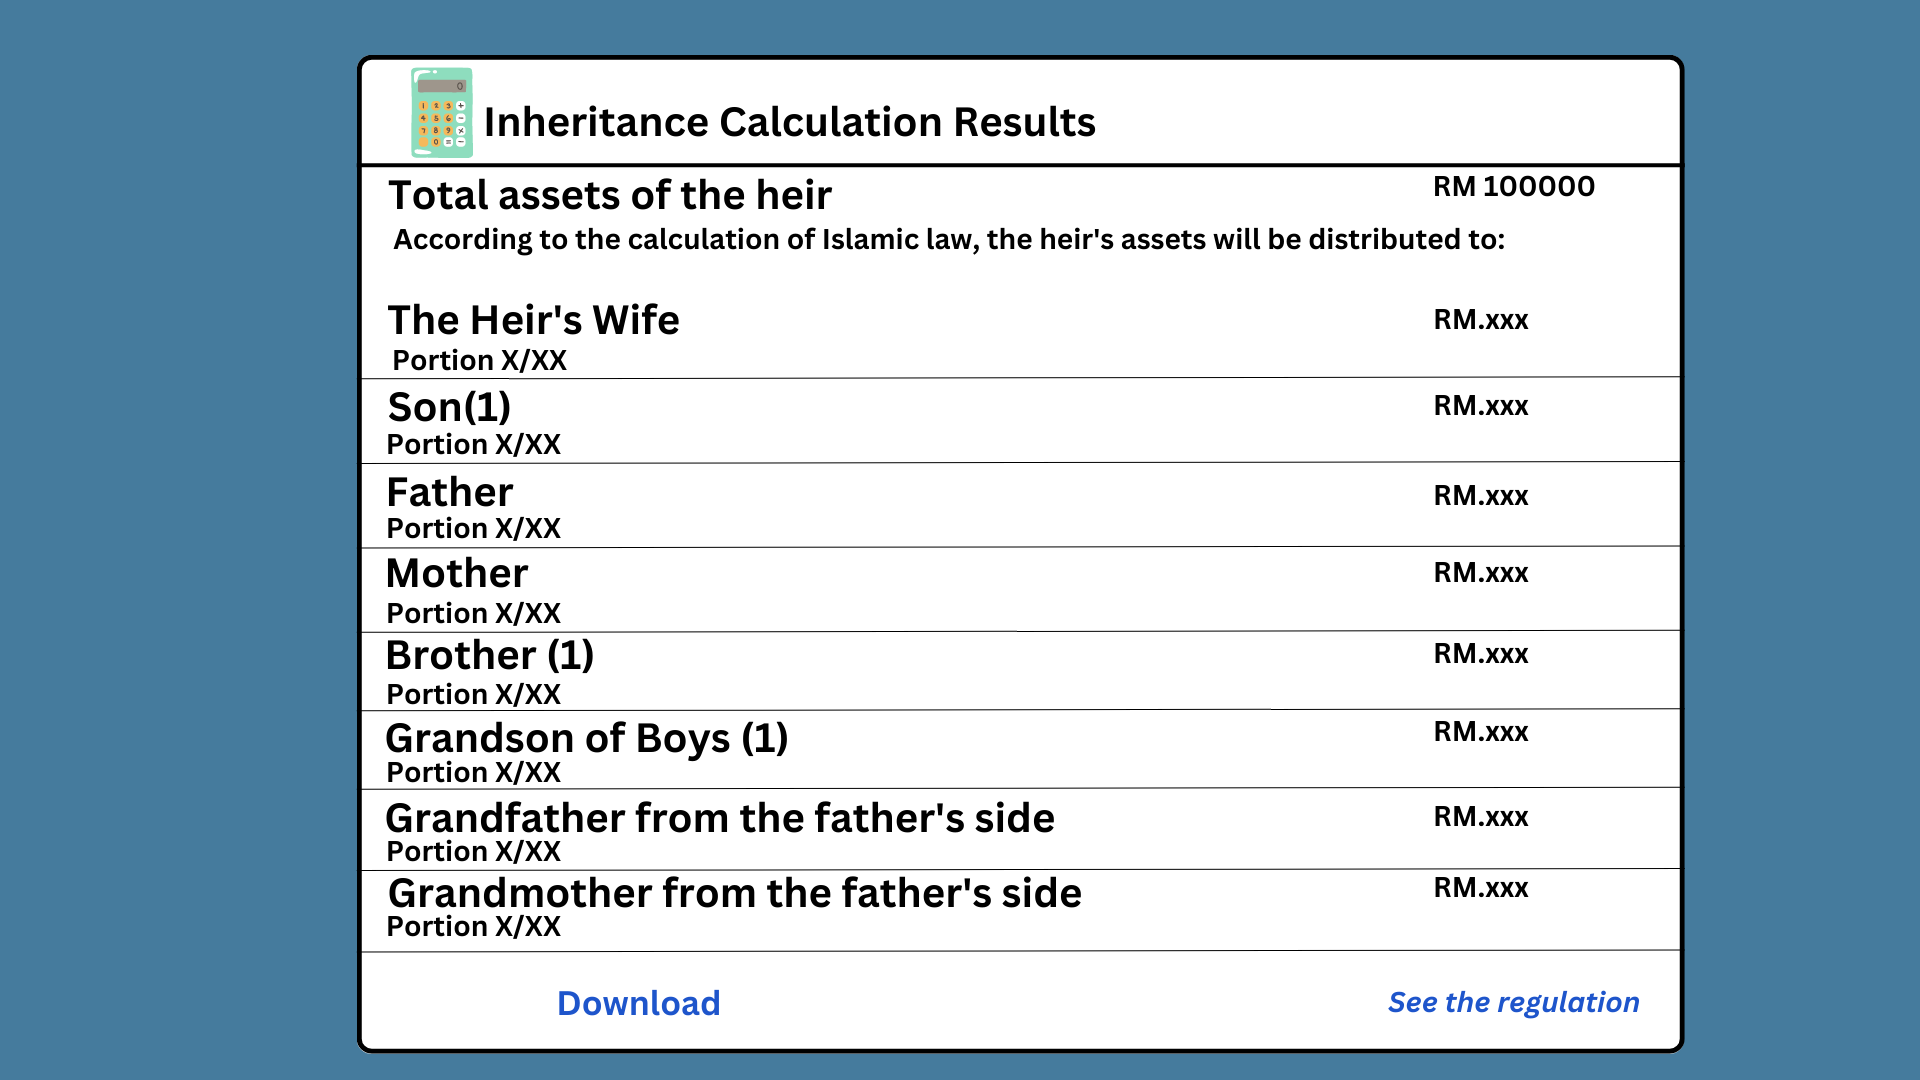 Inheritance Calculation Results
Total assets of the heir RM 100000
According to the calculation of Islamic law, the heir's assets will be distributed to:
The Heir's Wife RM.xxx
Portion X/XX
Son(1) RM.xxx
Portion X/XX
Father RM.xxx
Portion X/XX
Mother RM.xxx
Portion X/XX
Brother (1) RM.xxx
Portion X/XX
Grandson of Boys (1) RM.xxx
Portion X/XX
Grandfather from the father's side RM.xxx
Portion X/XX
Grandmother from the father's side RM.xxx
Portion X/XX
Download See the regulation